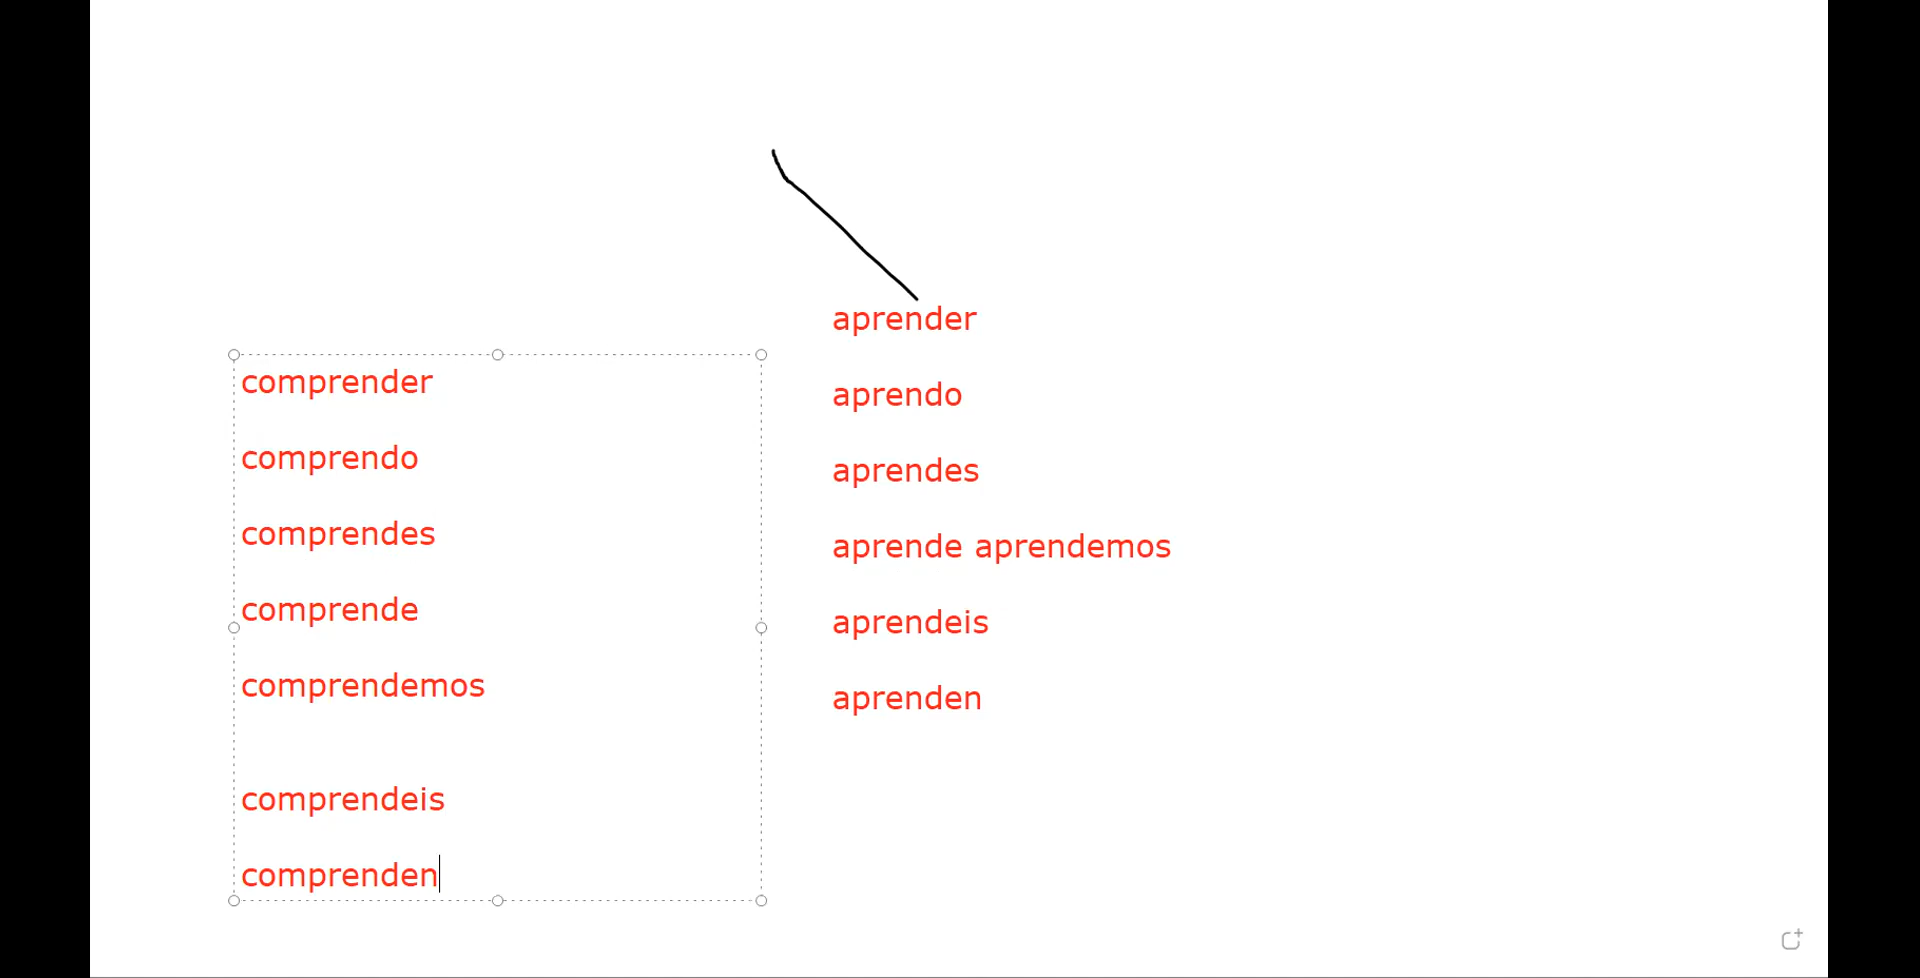 comprender
comprendo
comprendes
comprende
comprendemos
comprendeis
comprenden
aprender
aprendo
aprendes
aprende aprendemos
aprendeis
aprenden